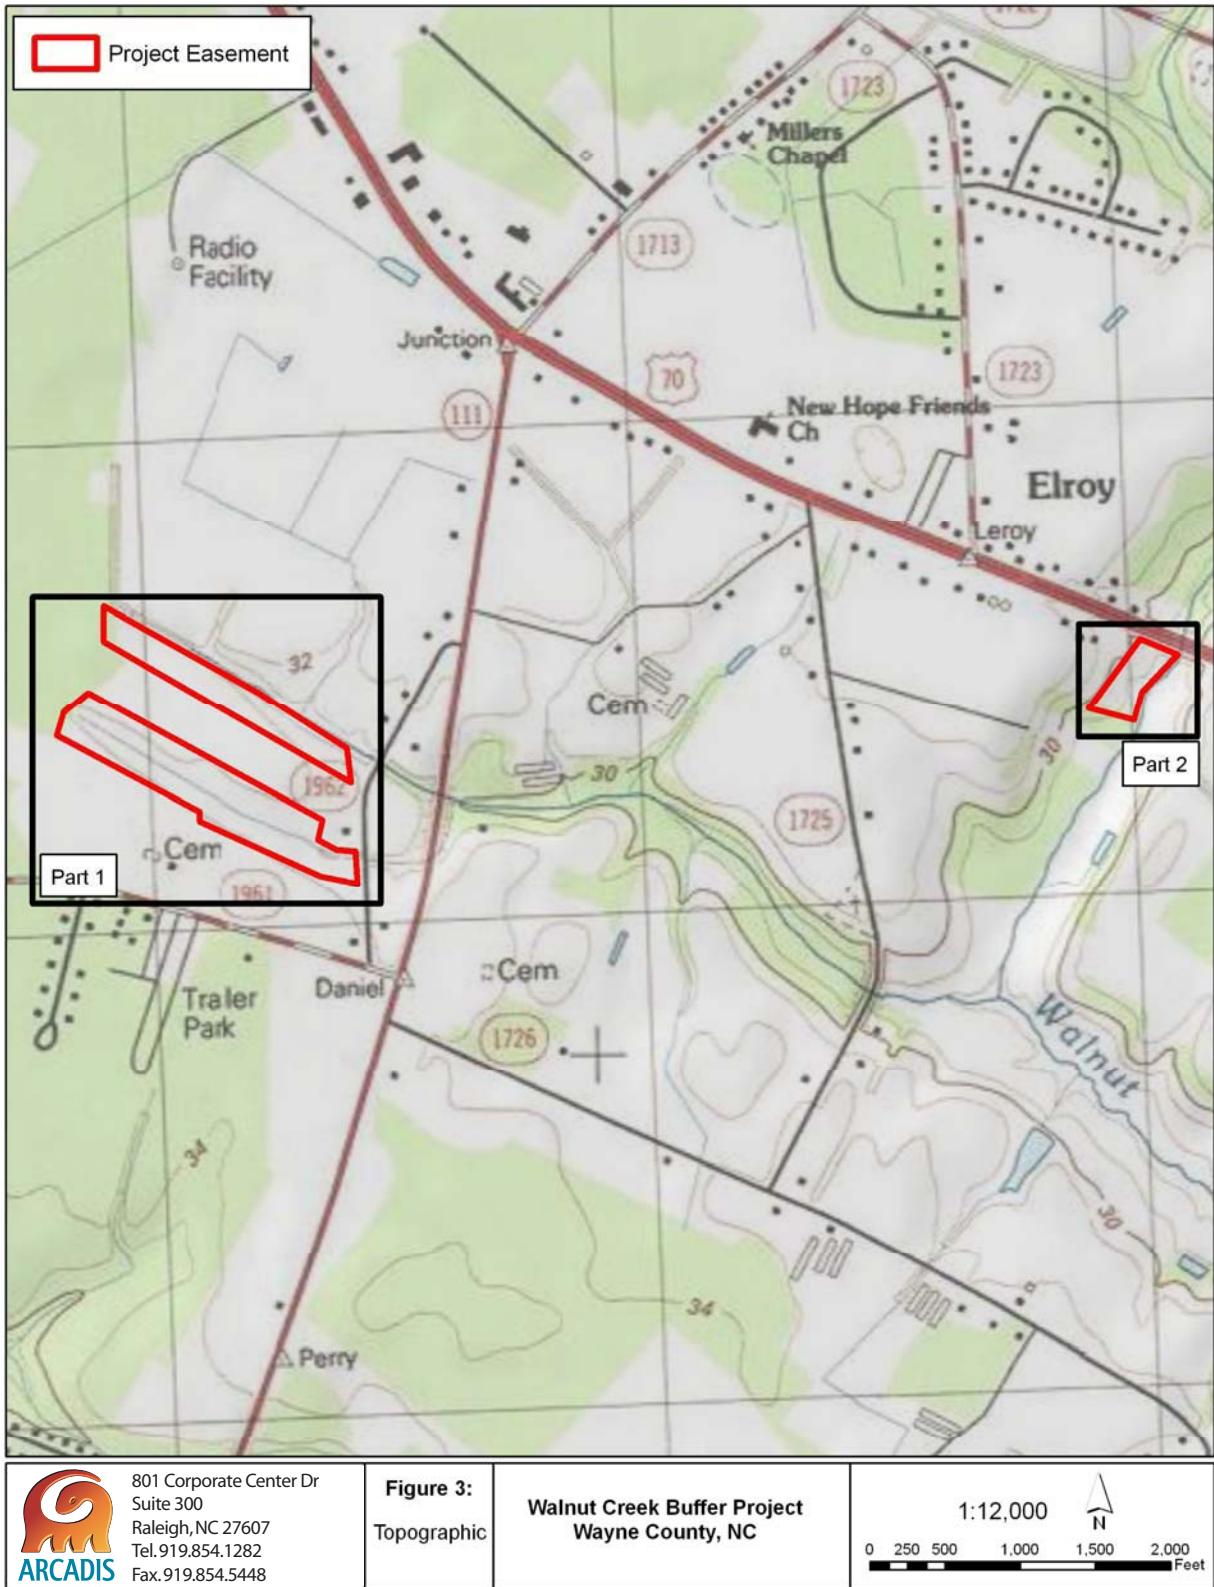 Project Easement
1722
1723
Millers
Chapel
1713
Radio
Facility
Junction
70
1723
111
New Hope Friends
Ch
Elroy
Leroy
32
Cem
30
30
Part 2
1962
1725
Cem
Part 1
1961
Daniel
Cem
Trailer
Park
1726
Walnut
34
30
34
Perry
ARCADIS
801 Corporate Center Dr
Suite 300
Raleigh, NC 27607
Tel. 919.854.1282
Fax. 919.854.5448
Figure 3:
Topographic
Walnut Creek Buffer Project
Wayne County, NC
1:12,000
N
0 250 500 1,000 1,500 2,000
Feet